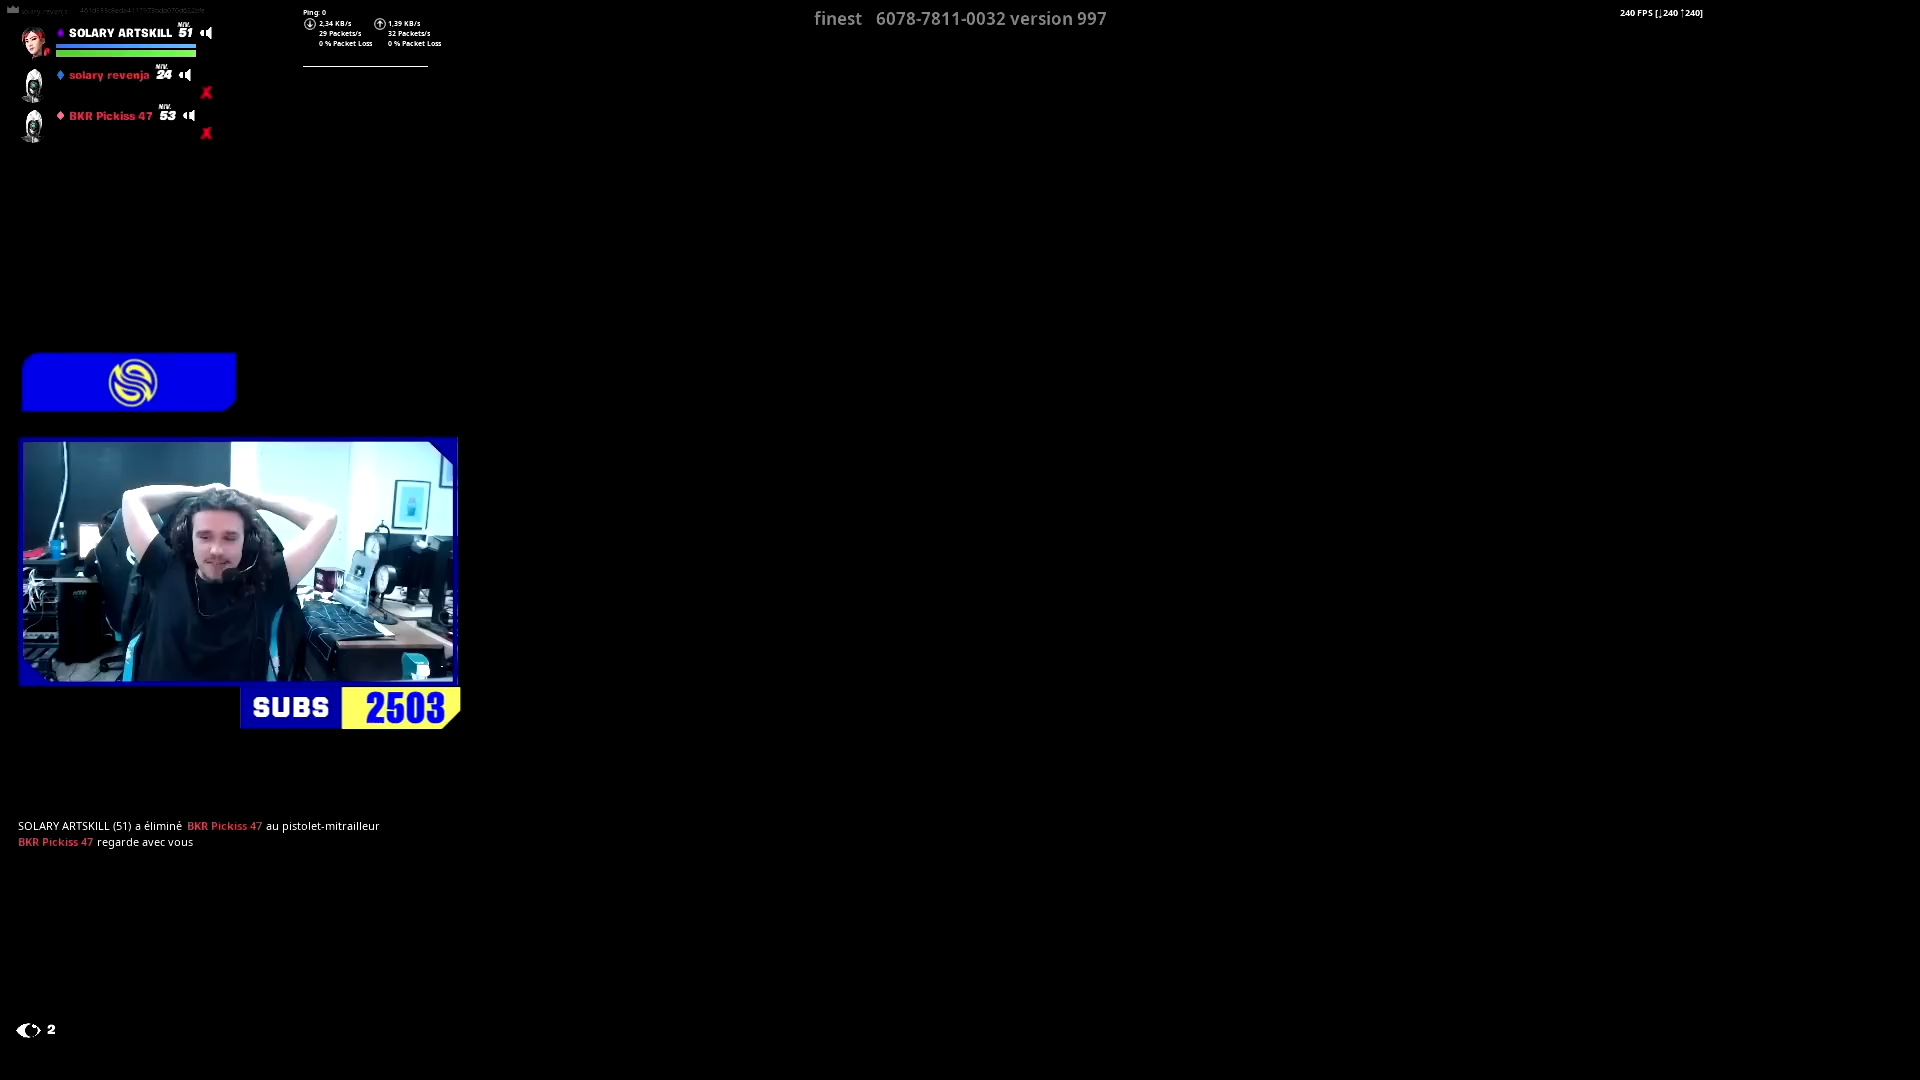 Ping: 0
finest 6078-7811-0032 version 997
240 FPS [↓240 ↑240]
2,34 KB/s 1,39 KB/s
29 Packets/s 32 Packets/s
0 % Packet Loss 0 % Packet Loss
SOLARY ARTSKILL NIV. 51
solary revenja NIV. 24
BKR Pickiss 47 NIV. 53
SUBS 2503
SOLARY ARTSKILL (51) a éliminé BKR Pickiss 47 au pistolet-mitrailleur
BKR Pickiss 47 regarde avec vous
2